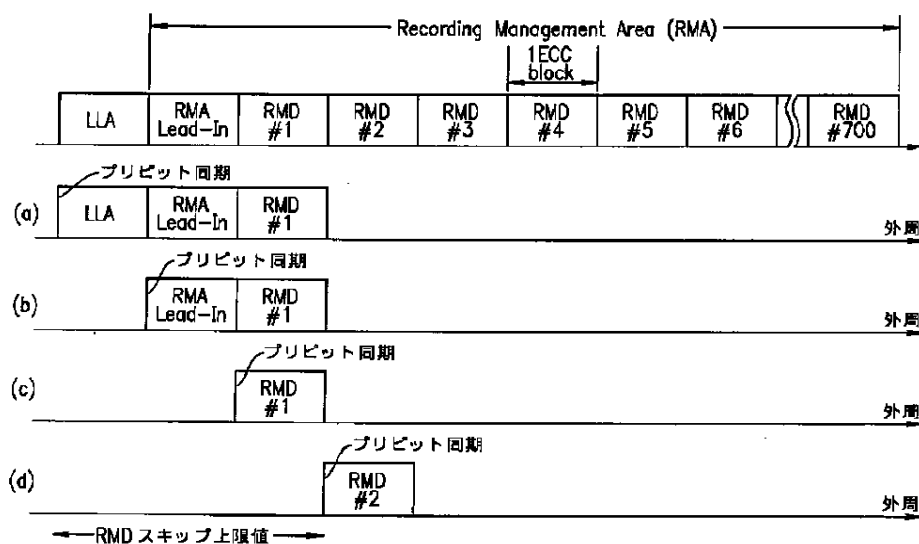 Recording Management Area (RMA)
1ECC
block
LLA
RMA
Lead-In
RMD
#1
RMD
#2
RMD
#3
RMD
#4
RMD
#5
RMD
#6
RMD
#700
プリピット同期
(a)
LLA
RMA
Lead-In
RMD
#1
外周
プリピット同期
(b)
RMA
Lead-In
RMD
#1
外周
プリピット同期
(c)
RMD
#1
外周
プリピット同期
(d)
RMD
#2
外周
RMDスキップ上限値